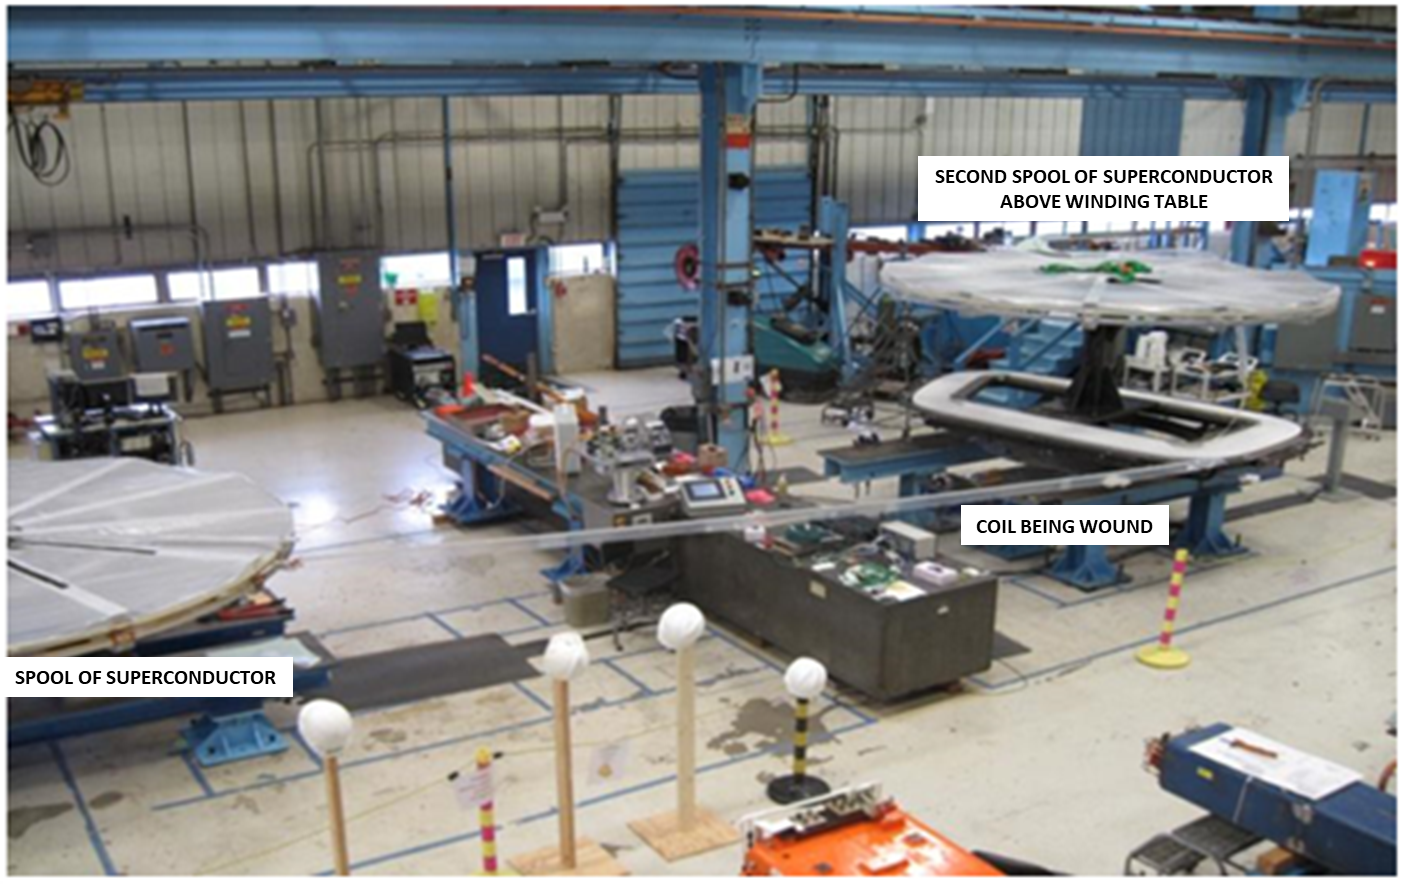 SECOND SPOOL OF SUPERCONDUCTOR
ABOVE WINDING TABLE
COIL BEING WOUND
SPOOL OF SUPERCONDUCTOR